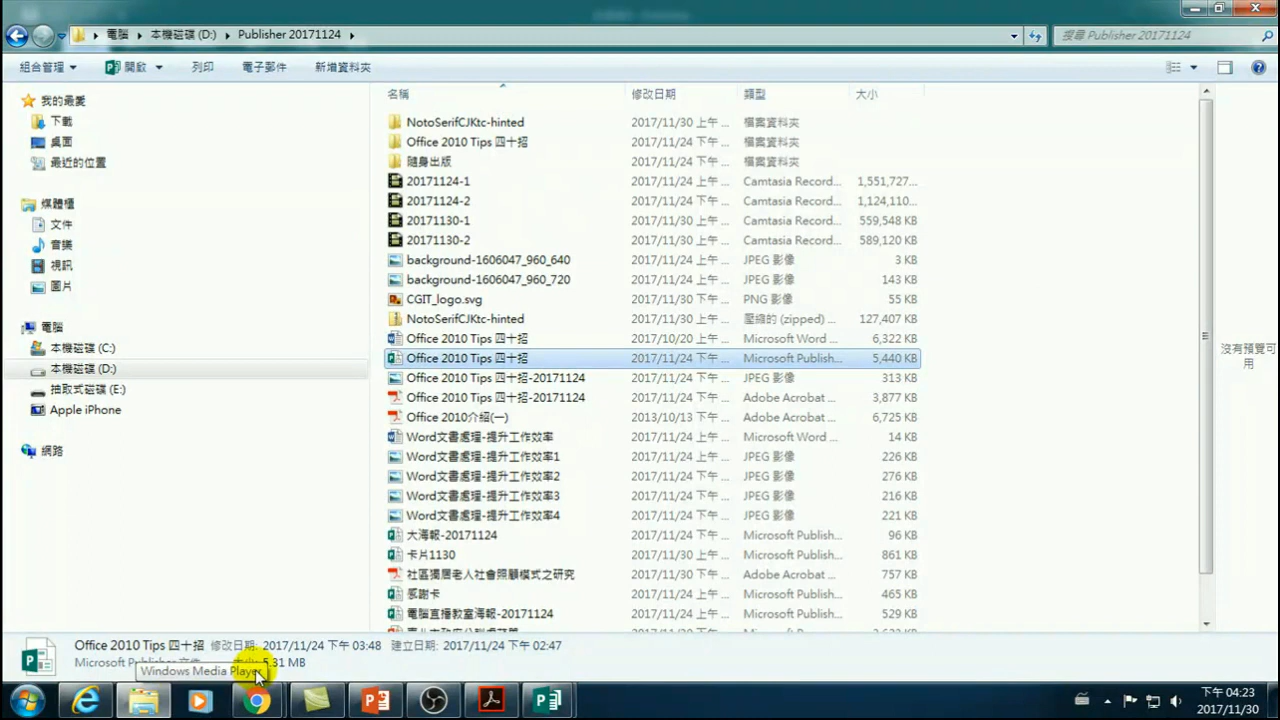 電腦 ▸ 本機磁碟 (D:) ▸ Publisher 20171124 ▸
搜尋 Publisher 20171124
組合管理 開啟 列印 電子郵件 新增資料夾
我的最愛
下載
桌面
最近的位置
媒體櫃
文件
音樂
視訊
圖片
電腦
本機磁碟 (C:)
本機磁碟 (D:)
抽取式磁碟 (E:)
Apple iPhone
網路
名稱 修改日期 類型 大小
NotoSerifCJKtc-hinted 2017/11/30 上午 ... 檔案資料夾
Office 2010 Tips 四十招 2017/11/24 上午 ... 檔案資料夾
隨身出版 2017/11/24 上午 ... 檔案資料夾
20171124-1 2017/11/24 上午 ... Camtasia Record... 1,551,727...
20171124-2 2017/11/24 下午 ... Camtasia Record... 1,124,110...
20171130-1 2017/11/30 上午 ... Camtasia Record... 559,548 KB
20171130-2 2017/11/30 下午 ... Camtasia Record... 589,120 KB
background-1606047_960_640 2017/11/24 上午 ... JPEG 影像 3 KB
background-1606047_960_720 2017/11/24 上午 ... JPEG 影像 143 KB
CGIT_logo.svg 2017/11/30 下午 ... PNG 影像 55 KB
NotoSerifCJKtc-hinted 2017/11/30 上午 ... 壓縮的 (zipped) ... 127,407 KB
Office 2010 Tips 四十招 2017/10/20 上午 ... Microsoft Word ... 6,322 KB
Office 2010 Tips 四十招 2017/11/24 下午 ... Microsoft Publish... 5,440 KB
Office 2010 Tips 四十招-20171124 2017/11/24 下午 ... JPEG 影像 313 KB
Office 2010 Tips 四十招-20171124 2017/11/24 下午 ... Adobe Acrobat ... 3,877 KB
Office 2010介紹(一) 2013/10/13 下午 ... Adobe Acrobat ... 6,725 KB
Word文書處理-提升工作效率 2017/11/24 上午 ... Microsoft Word ... 14 KB
Word文書處理-提升工作效率1 2017/11/24 下午 ... JPEG 影像 226 KB
Word文書處理-提升工作效率2 2017/11/24 下午 ... JPEG 影像 276 KB
Word文書處理-提升工作效率3 2017/11/24 下午 ... JPEG 影像 216 KB
Word文書處理-提升工作效率4 2017/11/24 下午 ... JPEG 影像 221 KB
大海報-20171124 2017/11/24 下午 ... Microsoft Publish... 96 KB
卡片1130 2017/11/30 上午 ... Microsoft Publish... 861 KB
社區獨居老人社會照顧模式之研究 2017/11/30 上午 ... Adobe Acrobat ... 757 KB
感謝卡 2017/11/30 上午 ... Microsoft Publish... 465 KB
電腦直播教室海報-20171124 2017/11/24 下午 ... Microsoft Publish... 529 KB
沒有預覽可
用
Office 2010 Tips 四十招 修改日期: 2017/11/24 下午 03:48 建立日期: 2017/11/24 下午 02:47
Microsoft Publisher 文件 大小: 5.31 MB
Windows Media Player
下午 04:23
2017/11/30